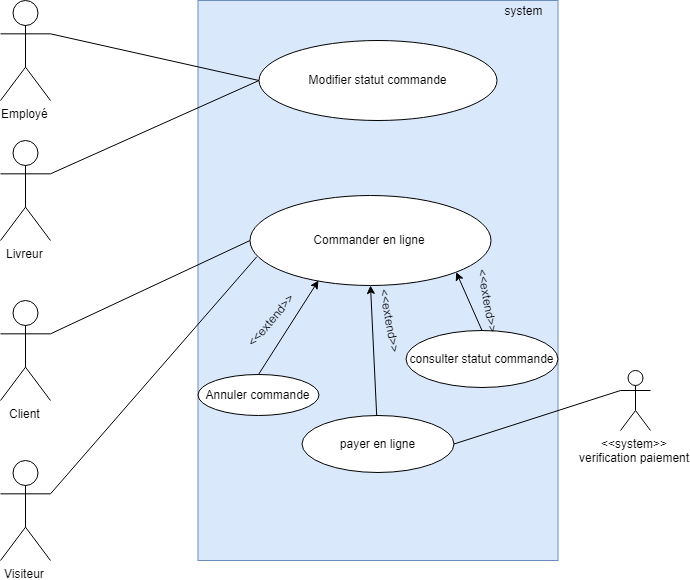 system
Modifier statut commande
Employé
Livreur
Commander en ligne
<<extend>>
<<extend>>
<<extend>>
consulter statut commande
Annuler commande
Client
payer en ligne
<<system>>
verification paiement
Visiteur